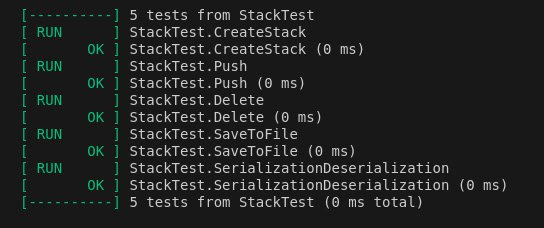 [----------] 5 tests from StackTest
[ RUN      ] StackTest.CreateStack
[       OK ] StackTest.CreateStack (0 ms)
[ RUN      ] StackTest.Push
[       OK ] StackTest.Push (0 ms)
[ RUN      ] StackTest.Delete
[       OK ] StackTest.Delete (0 ms)
[ RUN      ] StackTest.SaveToFile
[       OK ] StackTest.SaveToFile (0 ms)
[ RUN      ] StackTest.SerializationDeserialization
[       OK ] StackTest.SerializationDeserialization (0 ms)
[----------] 5 tests from StackTest (0 ms total)